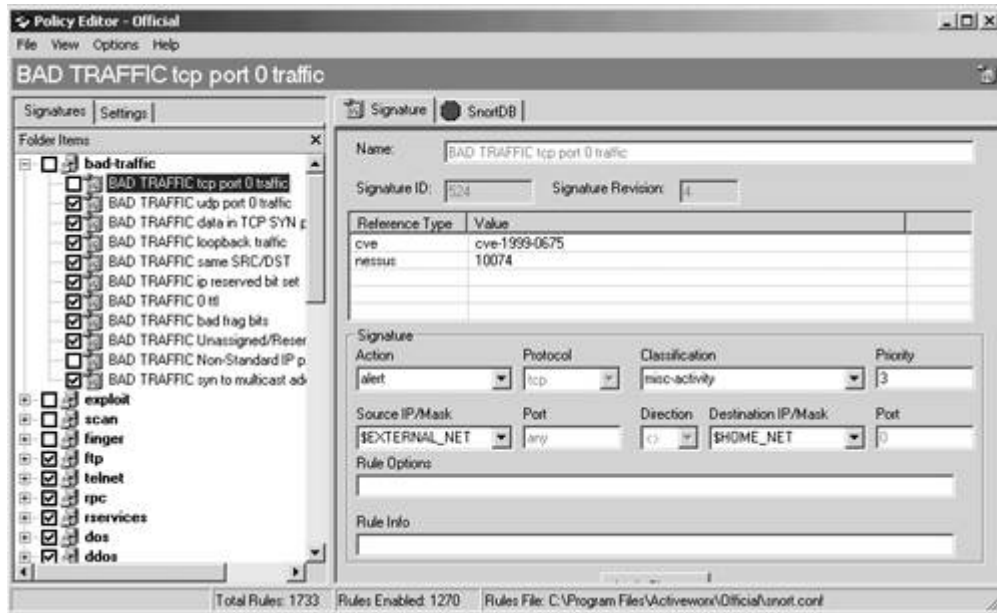 Policy Editor - Official
File View Options Help
BAD TRAFFIC tcp port 0 traffic
Signatures Settings
Folder Items
bad-traffic
BAD TRAFFIC tcp port 0 traffic
BAD TRAFFIC udp port 0 traffic
BAD TRAFFIC data in TCP SYN p
BAD TRAFFIC loopback traffic
BAD TRAFFIC same SRC/DST
BAD TRAFFIC ip reserved bit set
BAD TRAFFIC 0 ttl
BAD TRAFFIC bad frag bits
BAD TRAFFIC Unassigned/Reser
BAD TRAFFIC Non-Standard IP p
BAD TRAFFIC syn to multicast ad
exploit
scan
finger
ftp
telnet
rpc
rservices
dos
ddos
Signature SnortDB
Name: BAD TRAFFIC tcp port 0 traffic
Signature ID: 524 Signature Revision: 4
Reference Type Value
cve cve-1999-0675
nessus 10074
Signature
Action Protocol Classification Priority
alert tcp misc-activity 3
Source IP/Mask Port Direction Destination IP/Mask Port
$EXTERNAL_NET any <> $HOME_NET 0
Rule Options
Rule Info
Total Rules: 1733 Rules Enabled: 1270 Rules File: C:\Program Files\Activeworx\Official\snort.conf